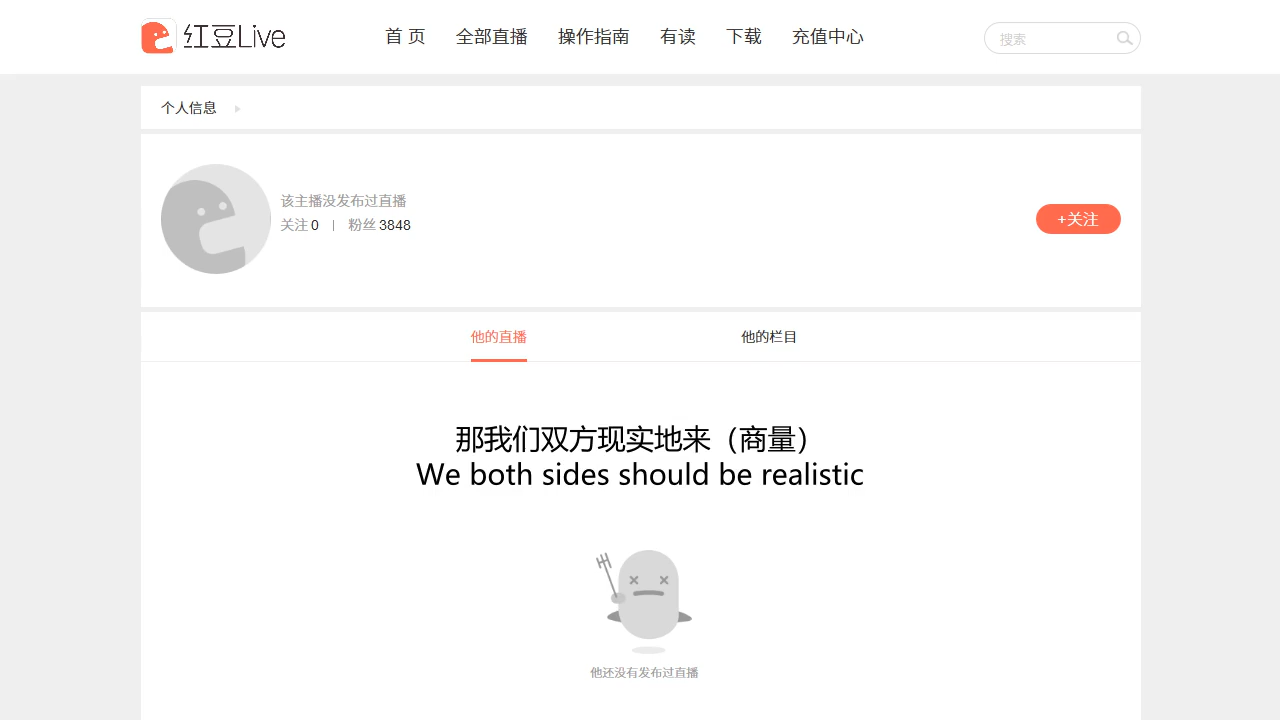 红豆Live
首 页 全部直播 操作指南 有读 下载 充值中心
搜索
个人信息
该主播没发布过直播
关注 0 | 粉丝 3848
+关注
他的直播 他的栏目
那我们双方现实地来（商量）
We both sides should be realistic
他还没有发布过直播